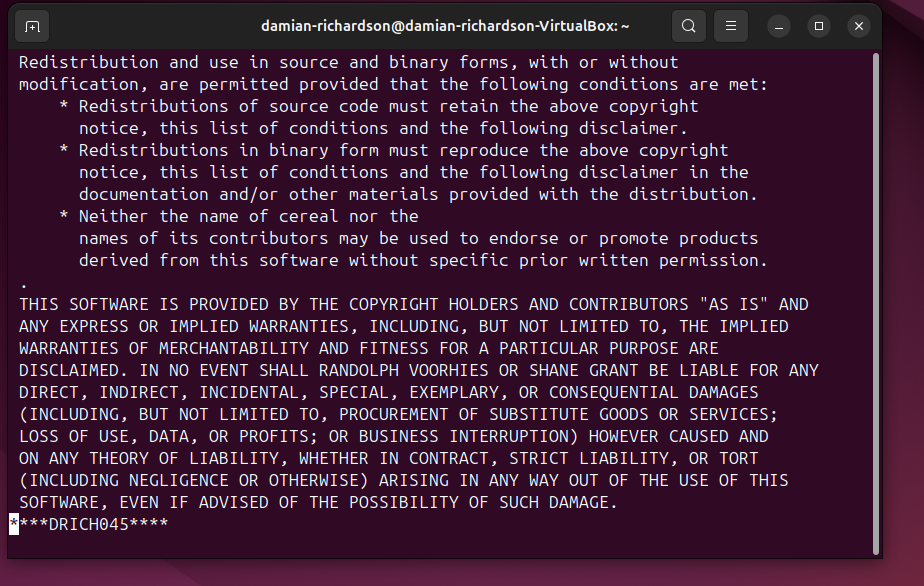 damian-richardson@damian-richardson-VirtualBox: ~
Redistribution and use in source and binary forms, with or without
modification, are permitted provided that the following conditions are met:
    * Redistributions of source code must retain the above copyright
      notice, this list of conditions and the following disclaimer.
    * Redistributions in binary form must reproduce the above copyright
      notice, this list of conditions and the following disclaimer in the
      documentation and/or other materials provided with the distribution.
    * Neither the name of cereal nor the
      names of its contributors may be used to endorse or promote products
      derived from this software without specific prior written permission.
.
THIS SOFTWARE IS PROVIDED BY THE COPYRIGHT HOLDERS AND CONTRIBUTORS "AS IS" AND
ANY EXPRESS OR IMPLIED WARRANTIES, INCLUDING, BUT NOT LIMITED TO, THE IMPLIED
WARRANTIES OF MERCHANTABILITY AND FITNESS FOR A PARTICULAR PURPOSE ARE
DISCLAIMED. IN NO EVENT SHALL RANDOLPH VOORHIES OR SHANE GRANT BE LIABLE FOR ANY
DIRECT, INDIRECT, INCIDENTAL, SPECIAL, EXEMPLARY, OR CONSEQUENTIAL DAMAGES
(INCLUDING, BUT NOT LIMITED TO, PROCUREMENT OF SUBSTITUTE GOODS OR SERVICES;
LOSS OF USE, DATA, OR PROFITS; OR BUSINESS INTERRUPTION) HOWEVER CAUSED AND
ON ANY THEORY OF LIABILITY, WHETHER IN CONTRACT, STRICT LIABILITY, OR TORT
(INCLUDING NEGLIGENCE OR OTHERWISE) ARISING IN ANY WAY OUT OF THE USE OF THIS
SOFTWARE, EVEN IF ADVISED OF THE POSSIBILITY OF SUCH DAMAGE.
****DRICH045****